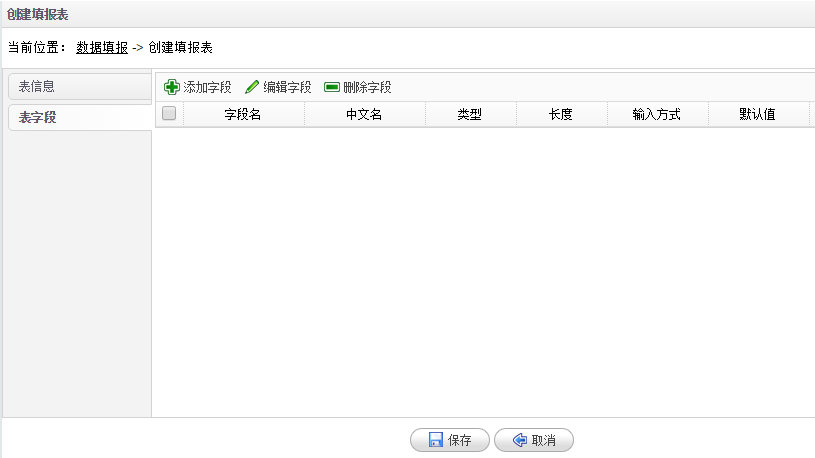 创建填报表
当前位置： 数据填报 -> 创建填报表
表信息
表字段
添加字段 编辑字段 删除字段
字段名 中文名 类型 长度 输入方式 默认值
保存 取消